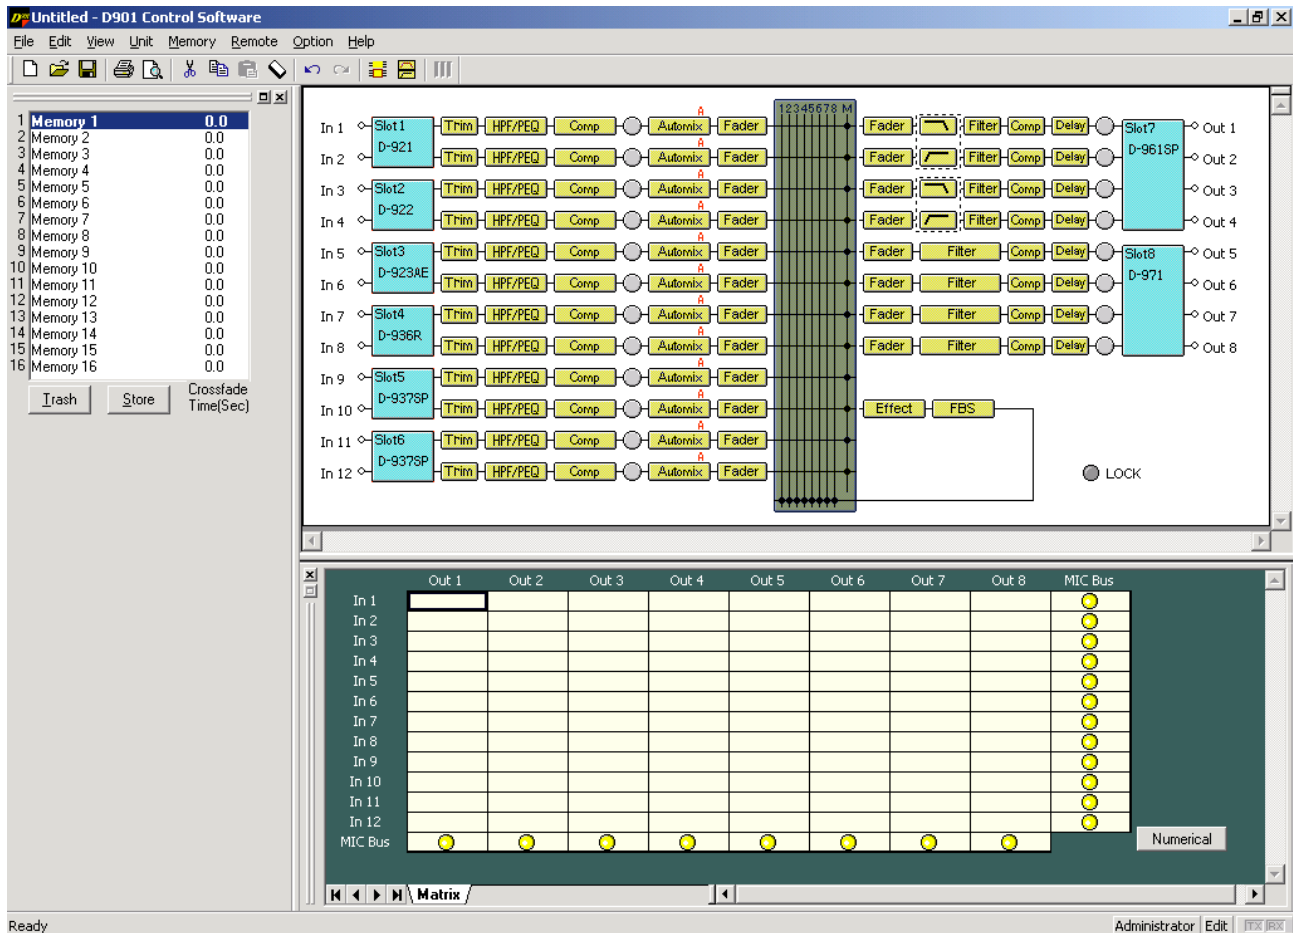 Untitled - D901 Control Software
File Edit View Unit Memory Remote Option Help
1 Memory 1 0.0
2 Memory 2 0.0
3 Memory 3 0.0
4 Memory 4 0.0
5 Memory 5 0.0
6 Memory 6 0.0
7 Memory 7 0.0
8 Memory 8 0.0
9 Memory 9 0.0
10 Memory 10 0.0
11 Memory 11 0.0
12 Memory 12 0.0
13 Memory 13 0.0
14 Memory 14 0.0
15 Memory 15 0.0
16 Memory 16 0.0
Trash Store Crossfade
Time(Sec)
12345678 M
A
In 1 Slot1 Trim HPF/PEQ Comp Automix Fader Fader Filter Comp Delay Slot7 Out 1
D-921 A D-961SP
In 2 Trim HPF/PEQ Comp Automix Fader Fader Filter Comp Delay Out 2
A
In 3 Slot2 Trim HPF/PEQ Comp Automix Fader Fader Filter Comp Delay Out 3
D-922 A
In 4 Trim HPF/PEQ Comp Automix Fader Fader Filter Comp Delay Out 4
A
In 5 Slot3 Trim HPF/PEQ Comp Automix Fader Fader Filter Comp Delay Slot8 Out 5
D-923AE A D-971
In 6 Trim HPF/PEQ Comp Automix Fader Fader Filter Comp Delay Out 6
A
In 7 Slot4 Trim HPF/PEQ Comp Automix Fader Fader Filter Comp Delay Out 7
D-936R A
In 8 Trim HPF/PEQ Comp Automix Fader Fader Filter Comp Delay Out 8
A
In 9 Slot5 Trim HPF/PEQ Comp Automix Fader
D-937SP A
In 10 Trim HPF/PEQ Comp Automix Fader Effect FBS
A
In 11 Slot6 Trim HPF/PEQ Comp Automix Fader
D-937SP A
In 12 Trim HPF/PEQ Comp Automix Fader LOCK
Out 1 Out 2 Out 3 Out 4 Out 5 Out 6 Out 7 Out 8 MIC Bus
In 1
In 2
In 3
In 4
In 5
In 6
In 7
In 8
In 9
In 10
In 11
In 12
MIC Bus Numerical
Matrix
Ready Administrator Edit TX RX